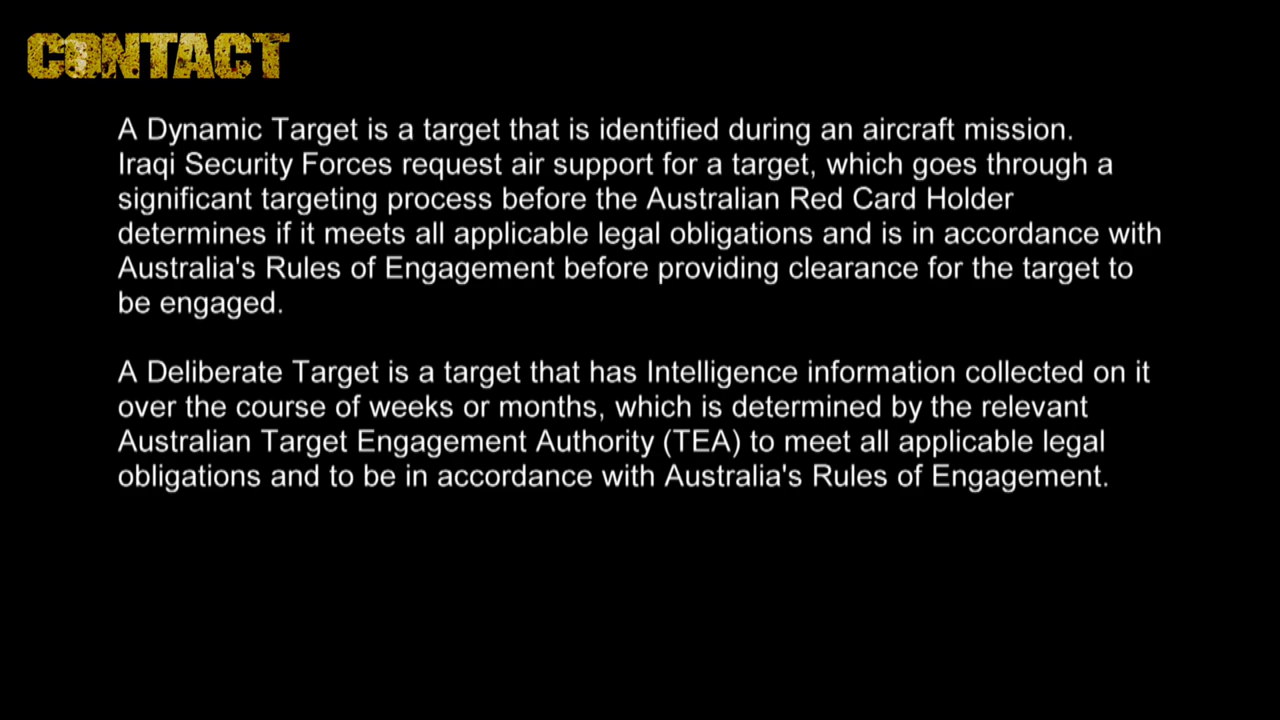 CONTACT
A Dynamic Target is a target that is identified during an aircraft mission.
Iraqi Security Forces request air support for a target, which goes through a
significant targeting process before the Australian Red Card Holder
determines if it meets all applicable legal obligations and is in accordance with
Australia's Rules of Engagement before providing clearance for the target to
be engaged.
A Deliberate Target is a target that has Intelligence information collected on it
over the course of weeks or months, which is determined by the relevant
Australian Target Engagement Authority (TEA) to meet all applicable legal
obligations and to be in accordance with Australia's Rules of Engagement.